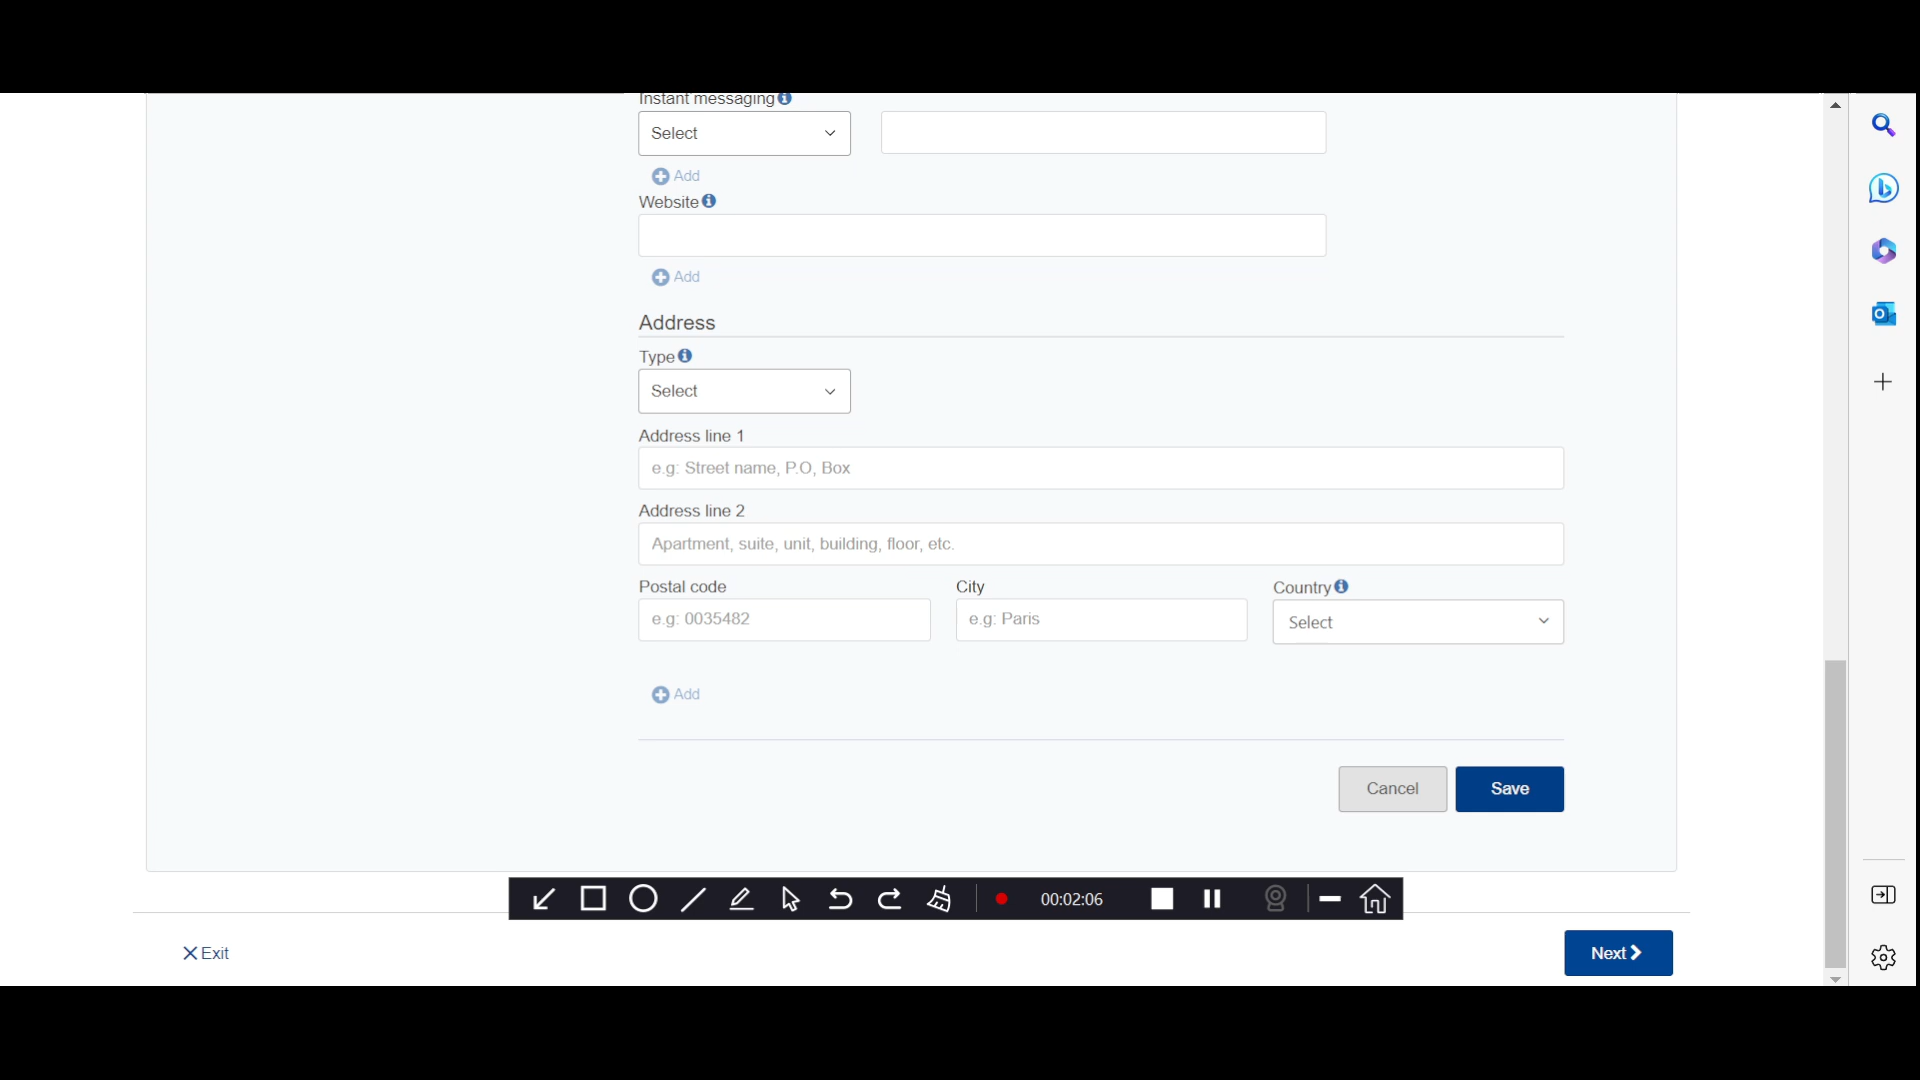 Instant messaging
Select
Add
Website
Add
Address
Type
Select
Address line 1
e.g: Street name, P.O, Box
Address line 2
Apartment, suite, unit, building, floor, etc.
Postal code City Country
e.g: 0035482 e.g: Paris Select
Add
Cancel Save
00:02:06
Exit Next